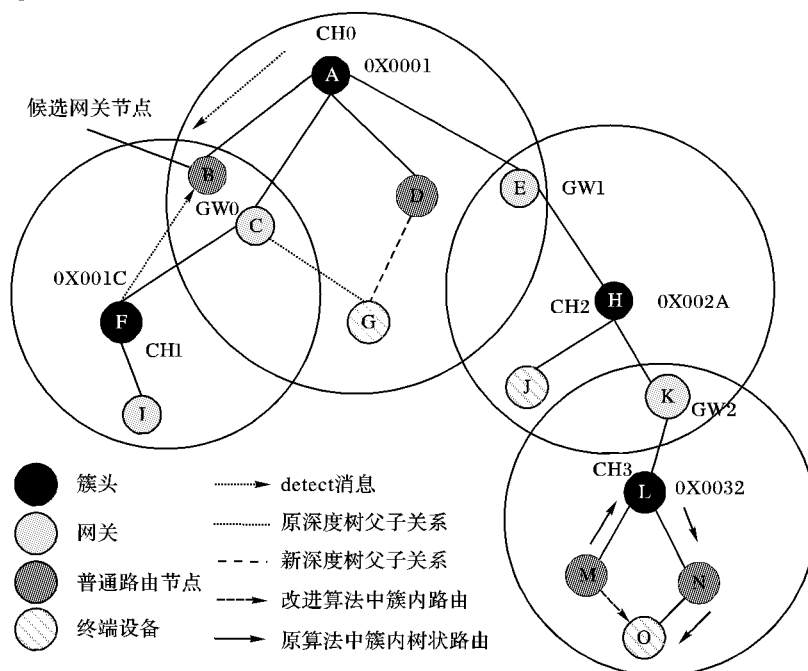 CH0
A
0X0001
候选网关节点
B
D
E
GW1
GW0
C
0X001C
F
CH1
G
H
CH2
0X002A
I
J
K
GW2
CH3
L
0X0032
M
N
O
簇头
网关
普通路由节点
终端设备
detect消息
原深度树父子关系
新深度树父子关系
改进算法中簇内路由
原算法中簇内树状路由